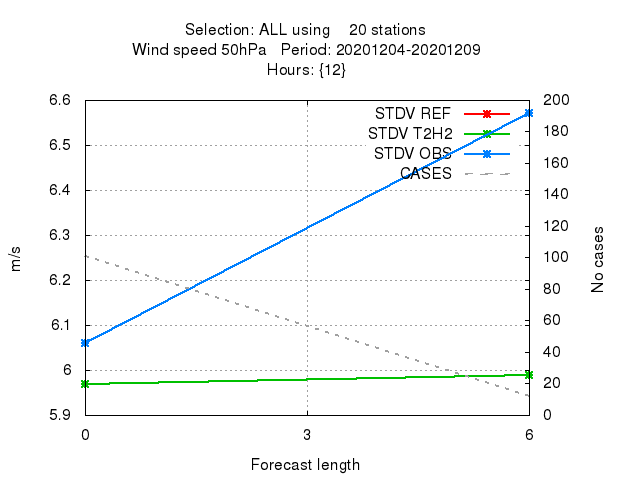 Selection: ALL using 20 stations
Wind speed 50hPa Period: 20201204-20201209
Hours: {12}
6.6
6.5
6.4
6.3
6.2
6.1
6
5.9
m/s
STDV REF
STDV T2H2
STDV OBS
CASES
200
180
160
140
120
100
80
60
40
20
0
No cases
0 3 6
Forecast length